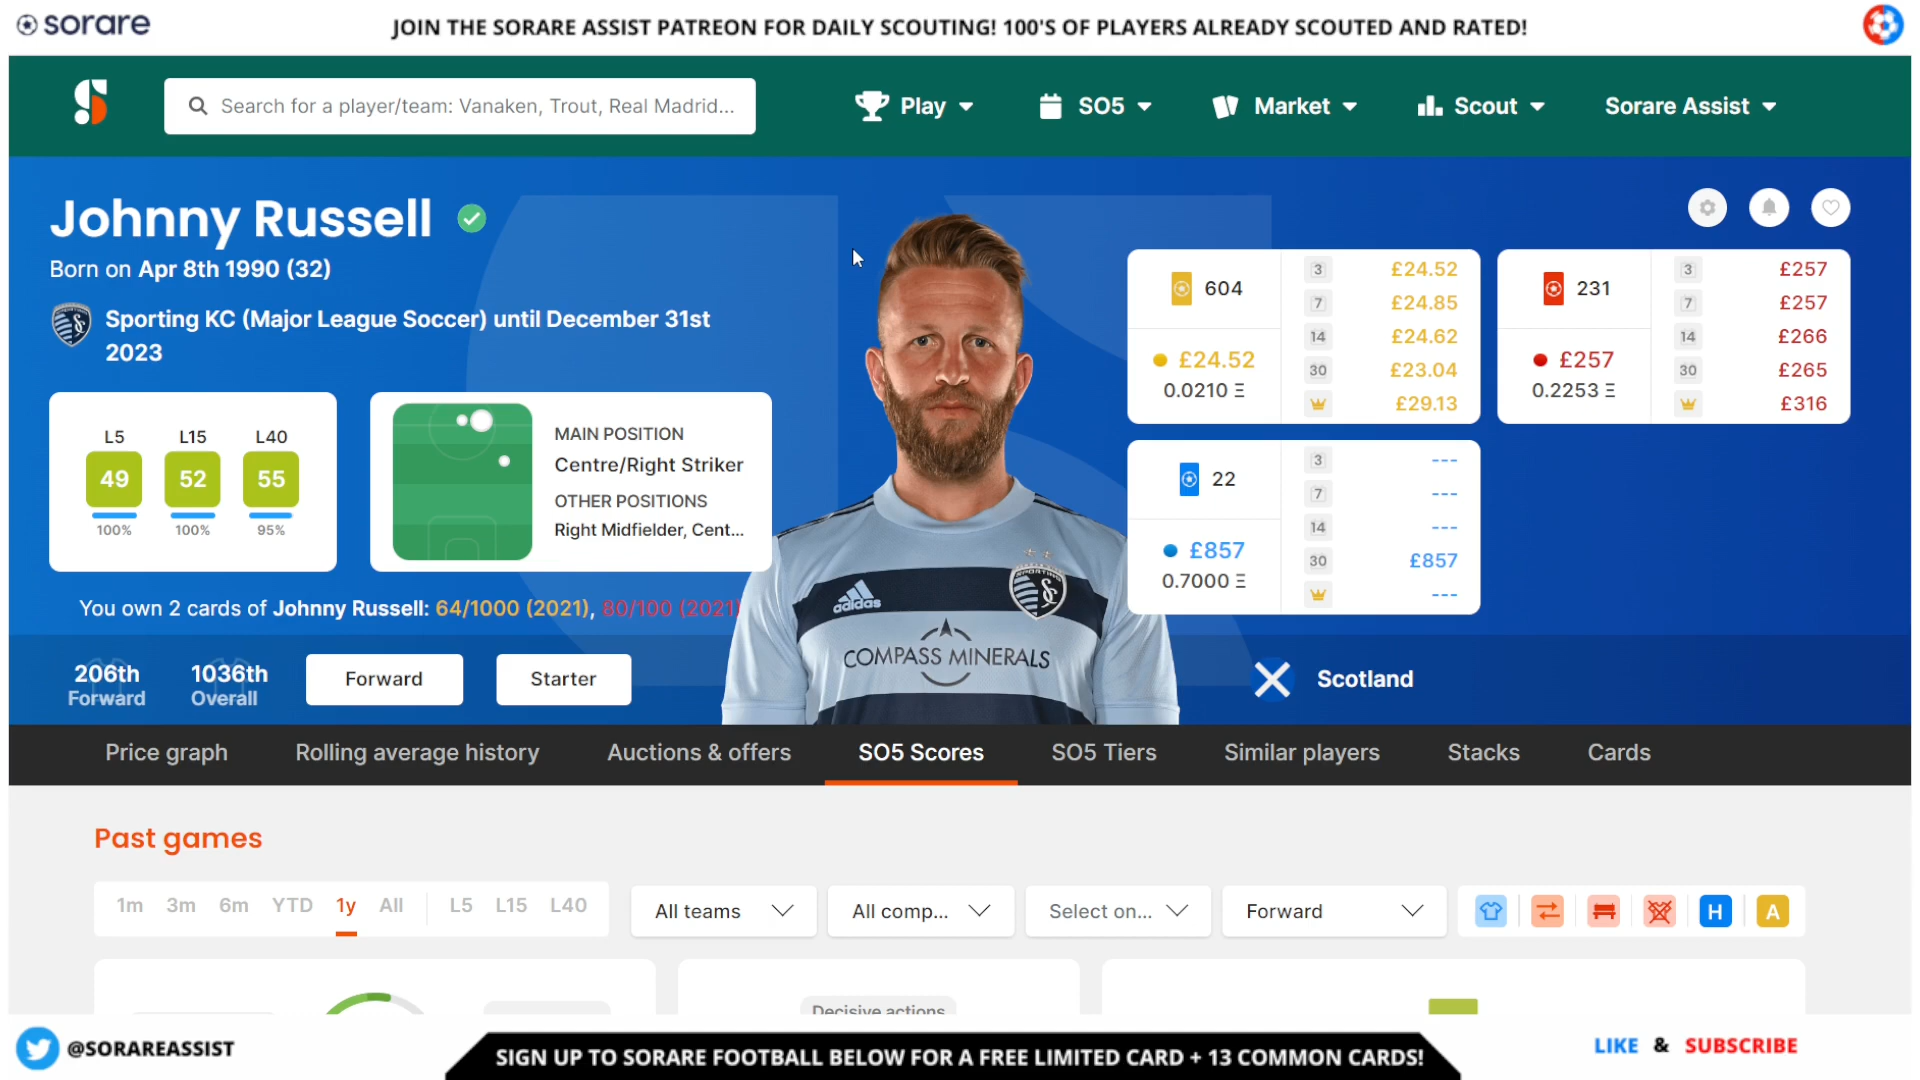 sorare
JOIN THE SORARE ASSIST PATREON FOR DAILY SCOUTING! 100'S OF PLAYERS ALREADY SCOUTED AND RATED!
Search for a player/team: Vanaken, Trout, Real Madrid...
Play
SO5
Market
Scout
Sorare Assist
Johnny Russell
Born on Apr 8th 1990 (32)
Sporting KC (Major League Soccer) until December 31st
2023
L5 L15 L40
49 52 55
100% 100% 95%
MAIN POSITION
Centre/Right Striker
OTHER POSITIONS
Right Midfielder, Cent...
You own 2 cards of Johnny Russell: 64/1000 (2021), 80/100 (2021)
604
£24.52
0.0210 Ξ
3 £24.52
7 £24.85
14 £24.62
30 £23.04
£29.13
231
£257
0.2253 Ξ
3 £257
7 £257
14 £266
30 £265
£316
22
£857
0.7000 Ξ
3 ---
7 ---
14 ---
30 £857
---
SPORTING
adidas
COMPASS MINERALS
206th
Forward
1036th
Overall
Forward
Starter
Scotland
Price graph
Rolling average history
Auctions & offers
SO5 Scores
SO5 Tiers
Similar players
Stacks
Cards
Past games
1m 3m 6m YTD 1y All L5 L15 L40
All teams
All comp...
Select on...
Forward
H
A
Decisive actions
@SORAREASSIST
SIGN UP TO SORARE FOOTBALL BELOW FOR A FREE LIMITED CARD + 13 COMMON CARDS!
LIKE & SUBSCRIBE